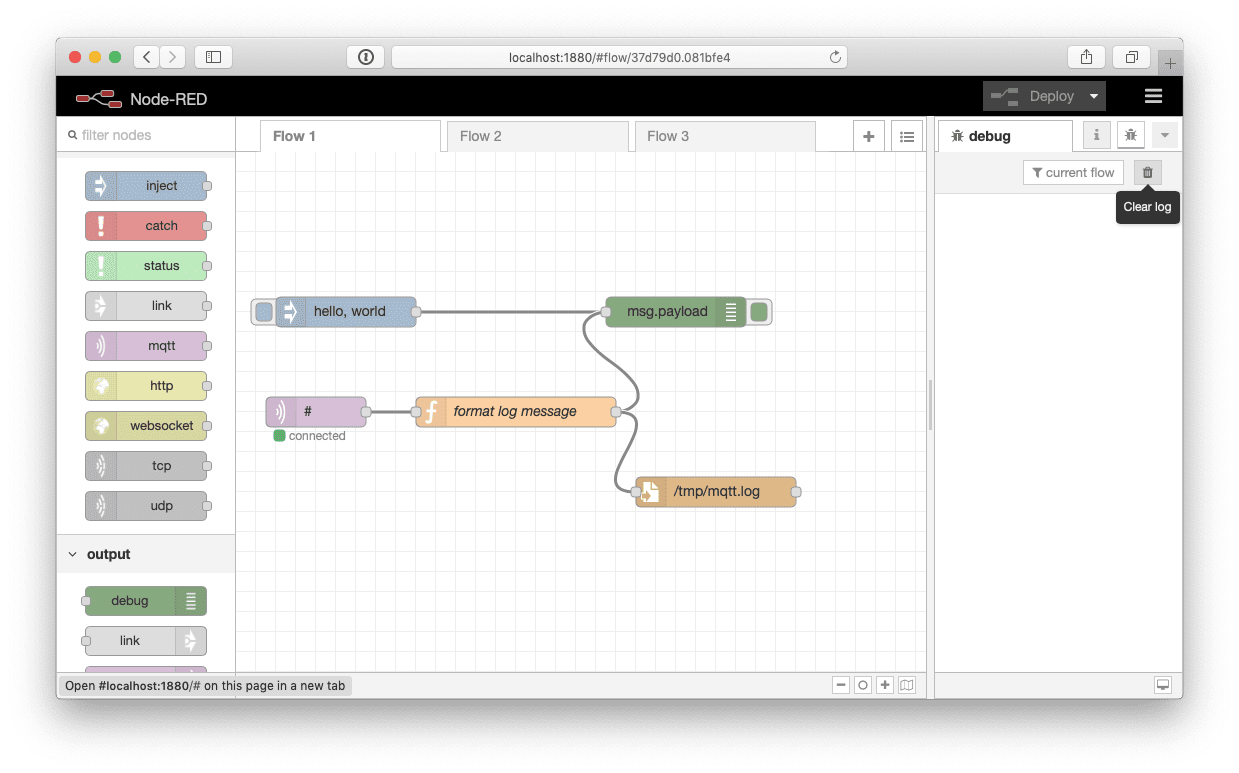 localhost:1880/#flow/37d79d0.081bfe4
Node-RED
Deploy
filter nodes
Flow 1
Flow 2
Flow 3
debug
current flow
Clear log
inject
catch
status
link
mqtt
http
websocket
tcp
udp
output
debug
link
hello, world
msg.payload
#
format log message
connected
/tmp/mqtt.log
Open #localhost:1880/# on this page in a new tab